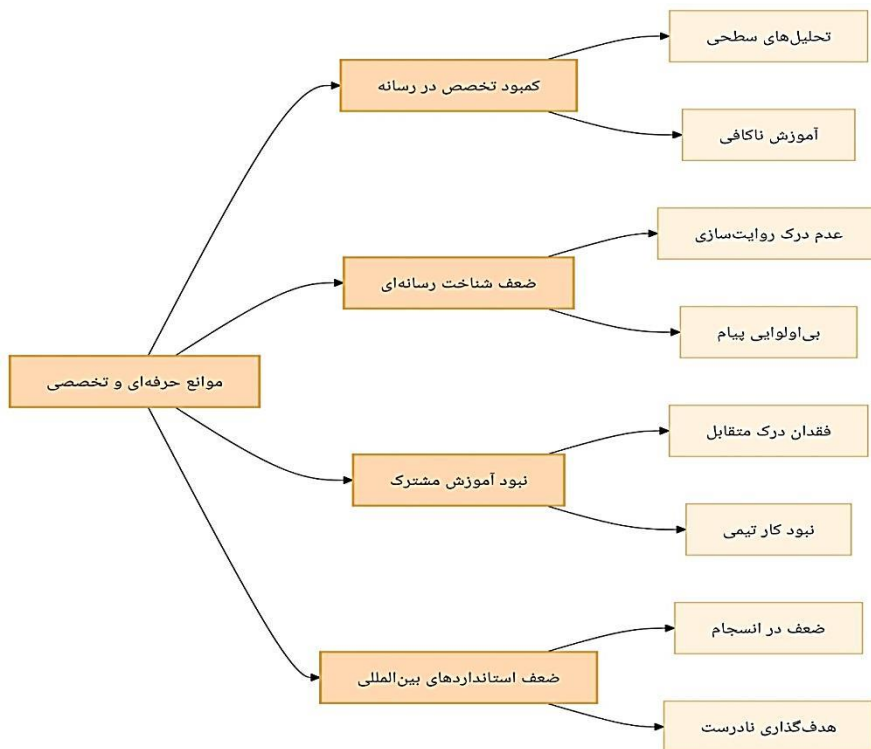 موانع حرفه‌ای و تخصصی
کمبود تخصص در رسانه
تحلیل‌های سطحی
آموزش ناکافی
ضعف شناخت رسانه‌ای
عدم درک روایت‌سازی
بی‌اولوایی پیام
نبود آموزش مشترک
فقدان درک متقابل
نبود کار تیمی
ضعف استانداردهای بین‌المللی
ضعف در انسجام
هدف‌گذاری نادرست